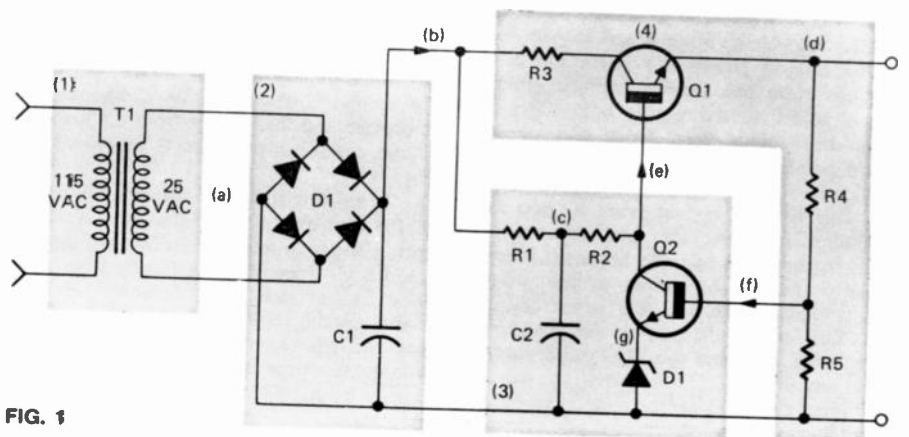 (b)
(4)
(d)
(1)
T1
(2)
R3
Q1
115
VAC
25
VAC
(a)
D1
(e)
R4
(c)
R1
R2
Q2
(f)
C1
C2
(g)
D1
R5
(3)
FIG. 1